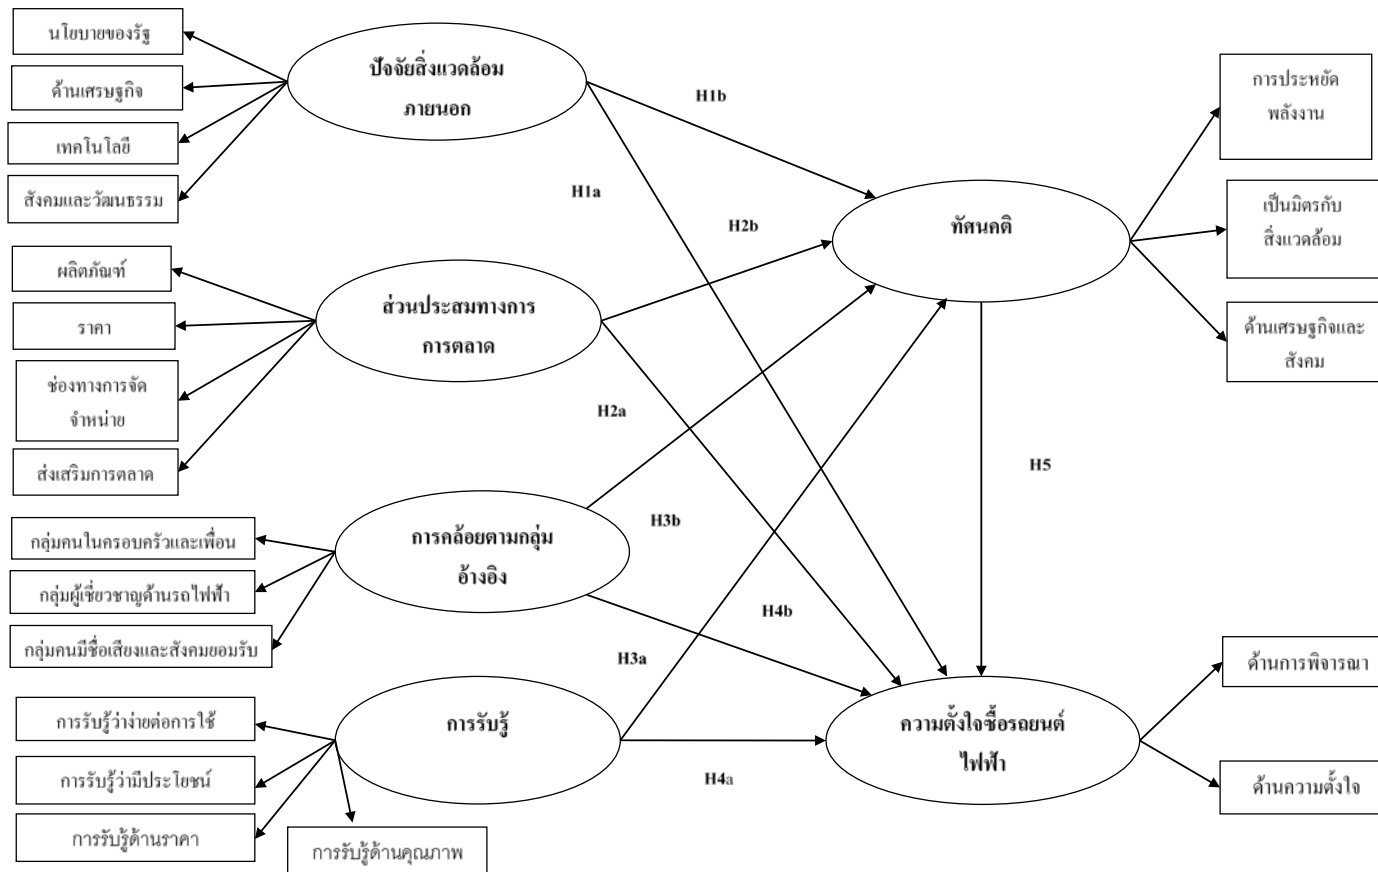 นโยบายของรัฐ
ด้านเศรษฐกิจ
เทคโนโลยี
สังคมและวัฒนธรรม
ปัจจัยสิ่งแวดล้อม
ภายนอก
H1b
H1a
การประหยัด
พลังงาน
เป็นมิตรกับ
สิ่งแวดล้อม
ด้านเศรษฐกิจและ
สังคม
ทัศนคติ
H2b
ผลิตภัณฑ์
ราคา
ช่องทางการจัด
จำหน่าย
ส่งเสริมการตลาด
ส่วนประสมทางการ
การตลาด
H2a
H5
กลุ่มคนในครอบครัวและเพื่อน
กลุ่มผู้เชี่ยวชาญด้านรถไฟฟ้า
กลุ่มคนมีชื่อเสียงและสังคมยอมรับ
การคล้อยตามกลุ่ม
อ้างอิง
H3b
H4b
H3a
การรับรู้ว่าง่ายต่อการใช้
การรับรู้ว่ามีประโยชน์
การรับรู้ด้านราคา
การรับรู้ด้านคุณภาพ
การรับรู้
H4a
ความตั้งใจซื้อรถยนต์
ไฟฟ้า
ด้านการพิจารณา
ด้านความตั้งใจ